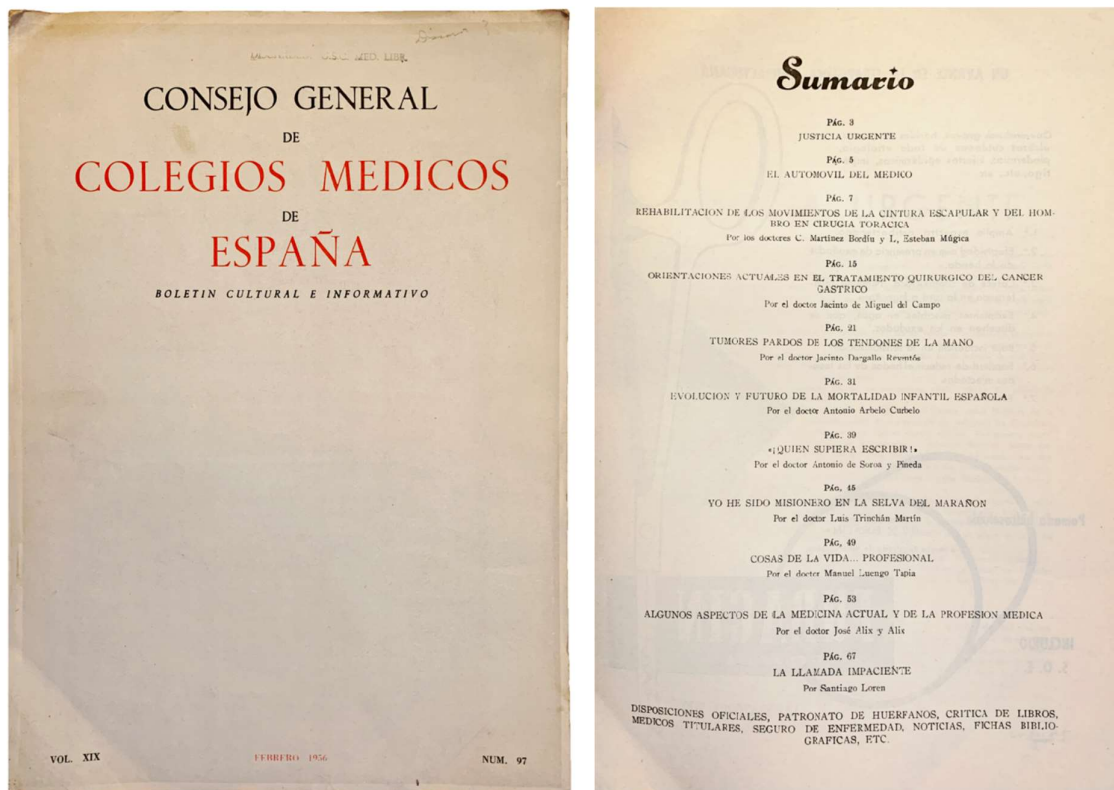 MED. LIBR.
CONSEJO GENERAL
DE
COLEGIOS MEDICOS
DE
ESPAÑA
BOLETIN CULTURAL E INFORMATIVO
VOL. XIX
FEBRERO 1956
NUM. 97
Sumario
PÁG. 3
JUSTICIA URGENTE
PÁG. 5
EL AUTOMOVIL DEL MEDICO
PÁG. 7
REHABILITACION DE LOS MOVIMIENTOS DE LA CINTURA ESCAPULAR Y DEL HOM-
BRO EN CIRUGIA TORACICA
Por los doctores C. Martínez Bordíu y L. Esteban Múgica
PÁG. 15
ORIENTACIONES ACTUALES EN EL TRATAMIENTO QUIRURGICO DEL CANCER
GASTRICO
Por el doctor Jacinto de Miguel del Campo
PÁG. 21
TUMORES PARDOS DE LOS TENDONES DE LA MANO
Por el doctor Jacinto Dargallo Reventós
PÁG. 31
EVOLUCION Y FUTURO DE LA MORTALIDAD INFANTIL ESPAÑOLA
Por el doctor Antonio Arbelo Curbelo
PÁG. 39
«¡QUIEN SUPIERA ESCRIBIR!»
Por el doctor Antonio de Soroa y Pineda
PÁG. 45
YO HE SIDO MISIONERO EN LA SELVA DEL MARAÑON
Por el doctor Luis Trinchán Martín
PÁG. 49
COSAS DE LA VIDA... PROFESIONAL
Por el doctor Manuel Luengo Tapia
PÁG. 53
ALGUNOS ASPECTOS DE LA MEDICINA ACTUAL Y DE LA PROFESION MEDICA
Por el doctor José Alix y Alix
PÁG. 67
LA LLAMADA IMPACIENTE
Por Santiago Loren
DISPOSICIONES OFICIALES, PATRONATO DE HUERFANOS, CRITICA DE LIBROS,
MEDICOS TITULARES, SEGURO DE ENFERMEDAD, NOTICIAS, FICHAS BIBLIO-
GRAFICAS, ETC.